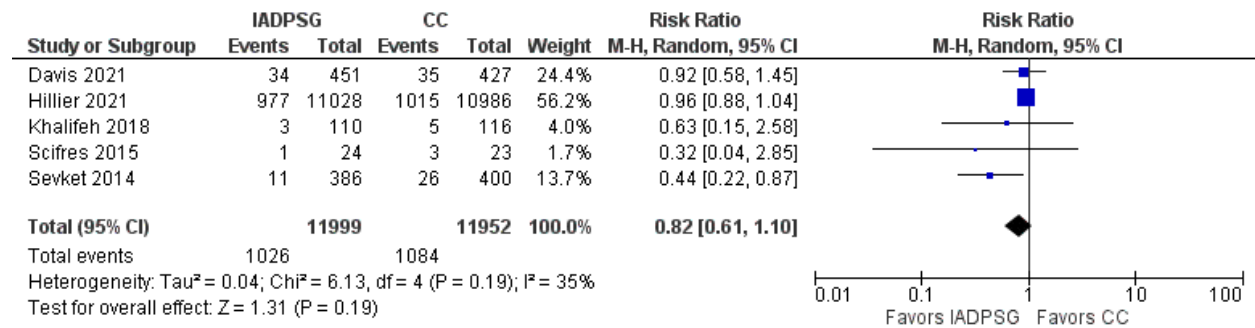 IADPSG CC Risk Ratio Risk Ratio
Study or Subgroup Events Total Events Total Weight M-H, Random, 95% CI M-H, Random, 95% CI
Davis 2021 34 451 35 427 24.4% 0.92 [0.58, 1.45]
Hillier 2021 977 11028 1015 10986 56.2% 0.96 [0.88, 1.04]
Khalifeh 2018 3 110 5 116 4.0% 0.63 [0.15, 2.58]
Scifres 2015 1 24 3 23 1.7% 0.32 [0.04, 2.85]
Sevket 2014 11 386 26 400 13.7% 0.44 [0.22, 0.87]
Total (95% CI) 11999 11952 100.0% 0.82 [0.61, 1.10]
Total events 1026 1084
Heterogeneity: Tau² = 0.04; Chi² = 6.13, df = 4 (P = 0.19); I² = 35%
Test for overall effect: Z = 1.31 (P = 0.19)
0.01 0.1 1 10 100
Favors IADPSG Favors CC